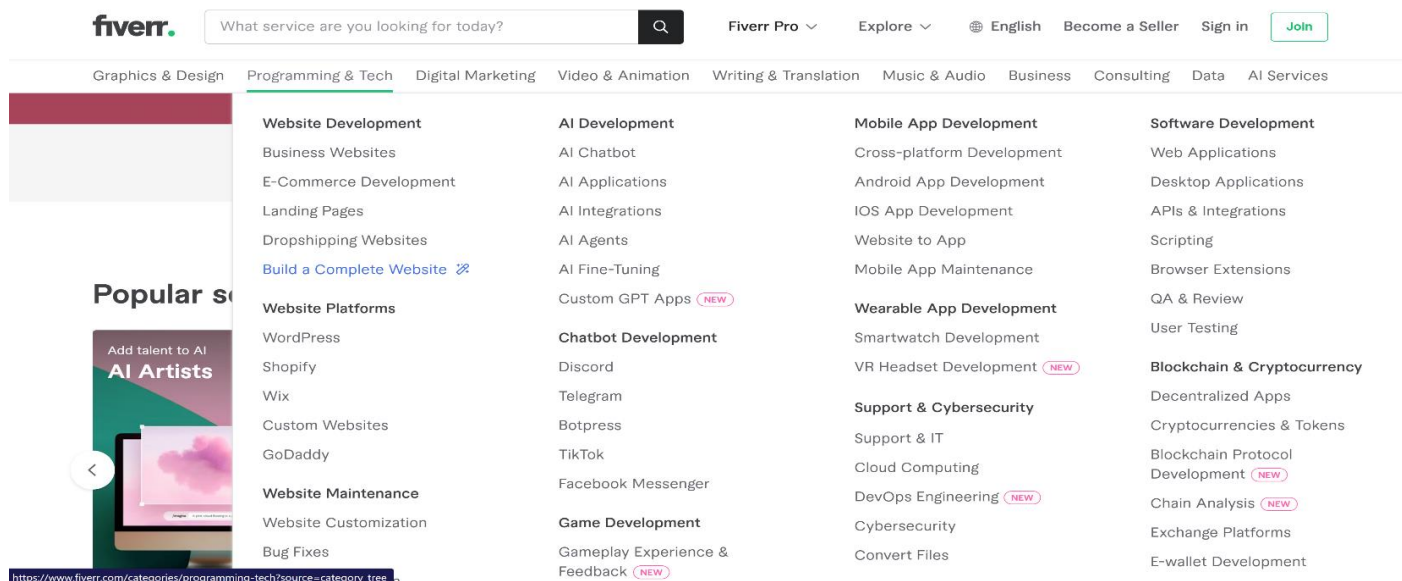 fiverr.
What service are you looking for today?
Fiverr Pro
Explore
English
Become a Seller
Sign in
Join
Graphics & Design
Programming & Tech
Digital Marketing
Video & Animation
Writing & Translation
Music & Audio
Business
Consulting
Data
AI Services
Website Development
Business Websites
E-Commerce Development
Landing Pages
Dropshipping Websites
Build a Complete Website
Website Platforms
WordPress
Shopify
Wix
Custom Websites
GoDaddy
Website Maintenance
Website Customization
Bug Fixes
AI Development
AI Chatbot
AI Applications
AI Integrations
AI Agents
AI Fine-Tuning
Custom GPT Apps NEW
Chatbot Development
Discord
Telegram
Botpress
TikTok
Facebook Messenger
Game Development
Gameplay Experience &
Feedback NEW
Mobile App Development
Cross-platform Development
Android App Development
IOS App Development
Website to App
Mobile App Maintenance
Wearable App Development
Smartwatch Development
VR Headset Development NEW
Support & Cybersecurity
Support & IT
Cloud Computing
DevOps Engineering NEW
Cybersecurity
Convert Files
Software Development
Web Applications
Desktop Applications
APIs & Integrations
Scripting
Browser Extensions
QA & Review
User Testing
Blockchain & Cryptocurrency
Decentralized Apps
Cryptocurrencies & Tokens
Blockchain Protocol
Development NEW
Chain Analysis NEW
Exchange Platforms
E-wallet Development
Popular s
Add talent to AI
AI Artists
https://www.fiverr.com/categories/programming-tech?source=category_tree